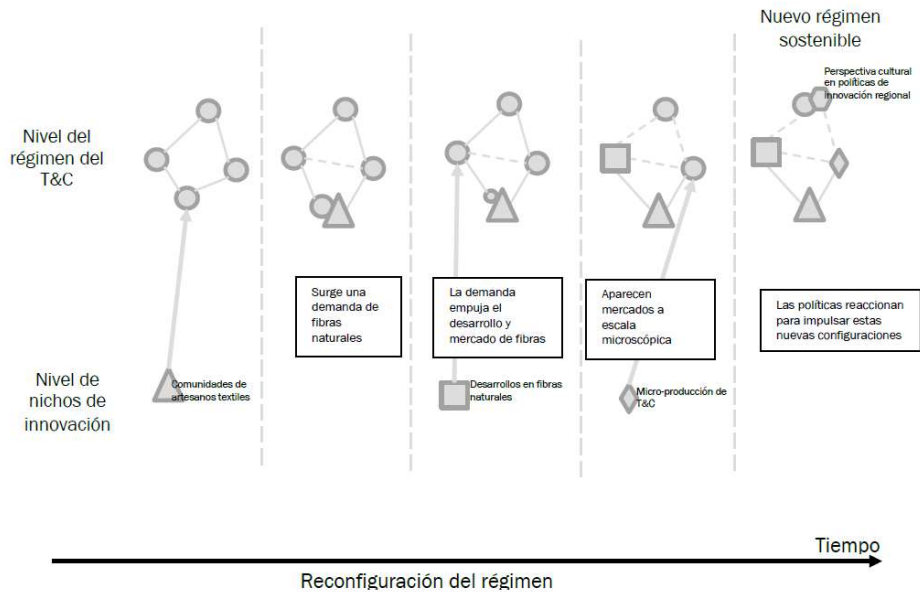 Nuevo régimen
sostenible
Perspectiva cultural
en políticas de
innovación regional
Nivel del
régimen del
T&C
Surge una
demanda de
fibras
naturales
La demanda
empuja el
desarrollo y
mercado de fibras
Aparecen
mercados a
escala
microscópica
Las políticas reaccionan
para impulsar estas
nuevas configuraciones
Nivel de
nichos de
innovación
Comunidades de
artesanos textiles
Desarrollos en fibras
naturales
Micro-producción de
T&C
Tiempo
Reconfiguración del régimen